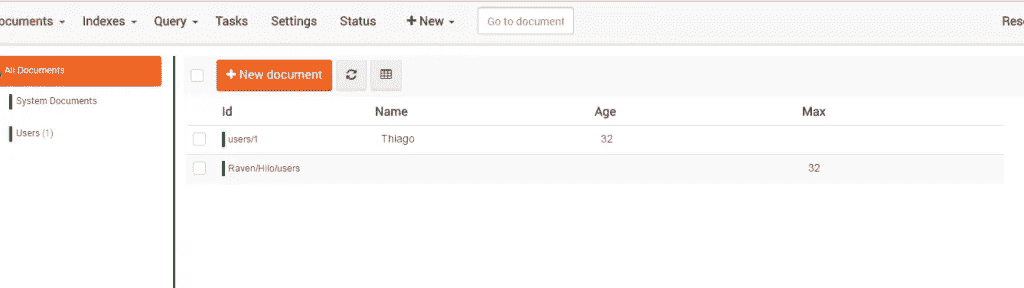 ocuments Indexes Query Tasks Settings Status + New Go to document Rese
All Documents
System Documents
Users (1)
+ New document
Id Name Age Max
users/1 Thiago 32
Raven/Hilo/users 32